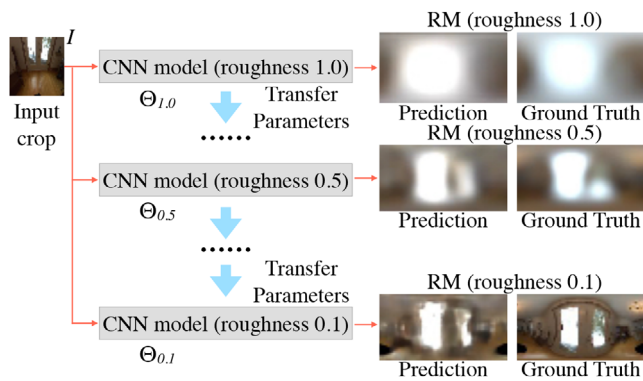 RM (roughness 1.0)
I
CNN model (roughness 1.0)
Input
crop
Θ1.0
Transfer
Parameters
......
Prediction
Ground Truth
RM (roughness 0.5)
CNN model (roughness 0.5)
Θ0.5
......
Prediction
Ground Truth
Transfer
Parameters
RM (roughness 0.1)
CNN model (roughness 0.1)
Θ0.1
Prediction
Ground Truth